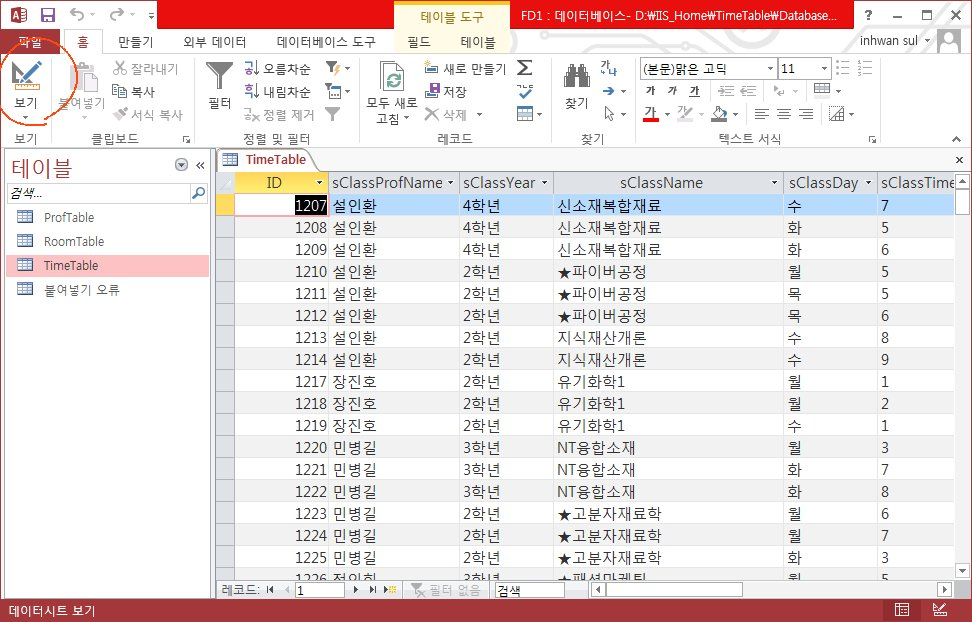 테이블 도구
FD1 : 데이터베이스- D:\IIS_Home\TimeTable\Database...
?
파일 홈 만들기 외부 데이터 데이터베이스 도구 필드 테이블 inhwan sul
보기
붙여넣기
잘라내기
복사
서식 복사
필터
오름차순
내림차순
정렬 제거
모두 새로
고침
새로 만들기
저장
삭제
찾기
(본문)맑은 고딕 11
가 가 가
가
보기 클립보드 정렬 및 필터 레코드 찾기 텍스트 서식
테이블
검색...
ProfTable
RoomTable
TimeTable
붙여넣기 오류
TimeTable
ID sClassProfName sClassYear sClassName sClassDay sClassTime
1207 설인환 4학년 신소재복합재료 수 7
1208 설인환 4학년 신소재복합재료 화 5
1209 설인환 4학년 신소재복합재료 화 6
1210 설인환 2학년 ★파이버공정 월 5
1211 설인환 2학년 ★파이버공정 목 5
1212 설인환 2학년 ★파이버공정 목 6
1213 설인환 2학년 지식재산개론 수 8
1214 설인환 2학년 지식재산개론 수 9
1217 장진호 2학년 유기화학1 월 1
1218 장진호 2학년 유기화학1 월 2
1219 장진호 2학년 유기화학1 수 1
1220 민병길 3학년 NT융합소재 월 3
1221 민병길 3학년 NT융합소재 화 7
1222 민병길 3학년 NT융합소재 화 8
1223 민병길 2학년 ★고분자재료학 월 6
1224 민병길 2학년 ★고분자재료학 월 7
1225 민병길 2학년 ★고분자재료학 화 3
1226 3학년 ★패션마케팅 월 5
레코드: 1 필터 없음 검색
데이터시트 보기